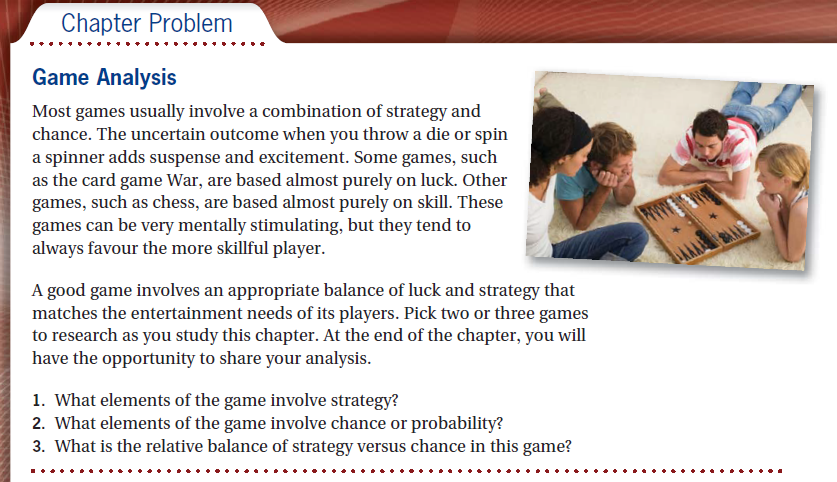 Chapter Problem
Game Analysis
Most games usually involve a combination of strategy and
chance. The uncertain outcome when you throw a die or spin
a spinner adds suspense and excitement. Some games, such
as the card game War, are based almost purely on luck. Other
games, such as chess, are based almost purely on skill. These
games can be very mentally stimulating, but they tend to
always favour the more skillful player.
A good game involves an appropriate balance of luck and strategy that
matches the entertainment needs of its players. Pick two or three games
to research as you study this chapter. At the end of the chapter, you will
have the opportunity to share your analysis.
1. What elements of the game involve strategy?
2. What elements of the game involve chance or probability?
3. What is the relative balance of strategy versus chance in this game?